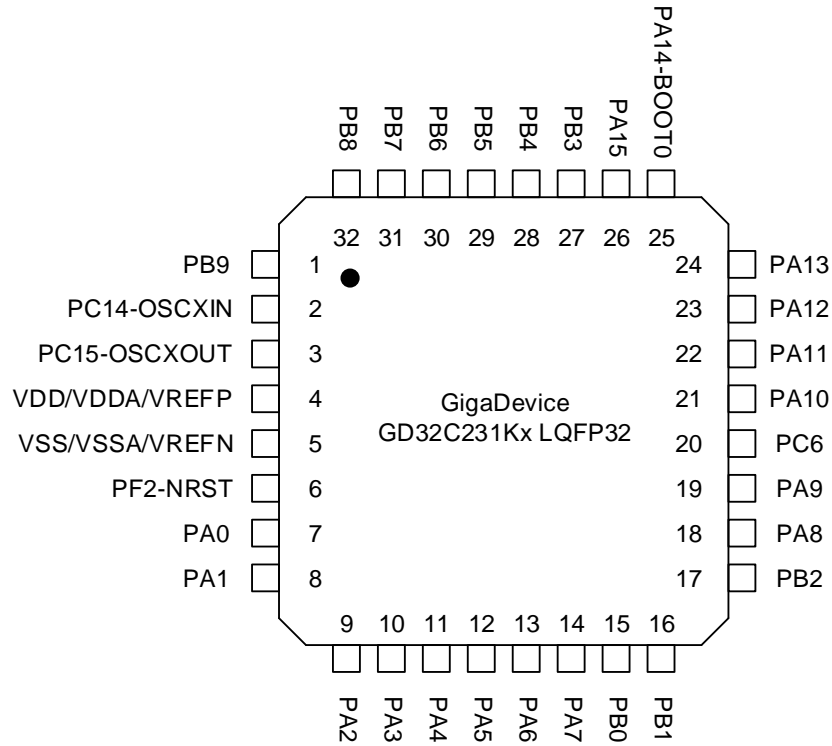 PA14-BOOT0
PB8
PB7
PB6
PB5
PB4
PB3
PA15
32 31 30 29 28 27 26 25
PB9 1 24 PA13
PC14-OSCXIN 2 23 PA12
PC15-OSCXOUT 3 22 PA11
VDD/VDDA/VREFP 4 21 PA10
GigaDevice
GD32C231Kx LQFP32
VSS/VSSA/VREFN 5 20 PC6
PF2-NRST 6 19 PA9
PA0 7 18 PA8
PA1 8 17 PB2
9 10 11 12 13 14 15 16
PA2
PA3
PA4
PA5
PA6
PA7
PB0
PB1